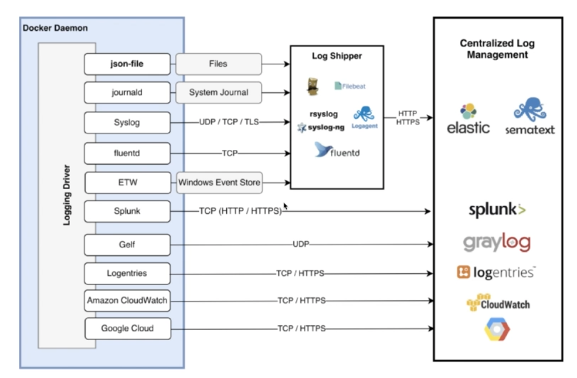 Docker Daemon
Logging Driver
json-file
Files
journald
System Journal
Syslog
UDP / TCP / TLS
fluentd
TCP
ETW
Windows Event Store
Splunk
TCP (HTTP / HTTPS)
Gelf
UDP
Logentries
TCP / HTTPS
Amazon CloudWatch
TCP / HTTPS
Google Cloud
TCP / HTTPS
Log Shipper
Filebeat
rsyslog
syslog-ng
Logagent
fluentd
HTTP
HTTPS
Centralized Log
Management
elastic
sematext
splunk>
graylog
logentries
CloudWatch